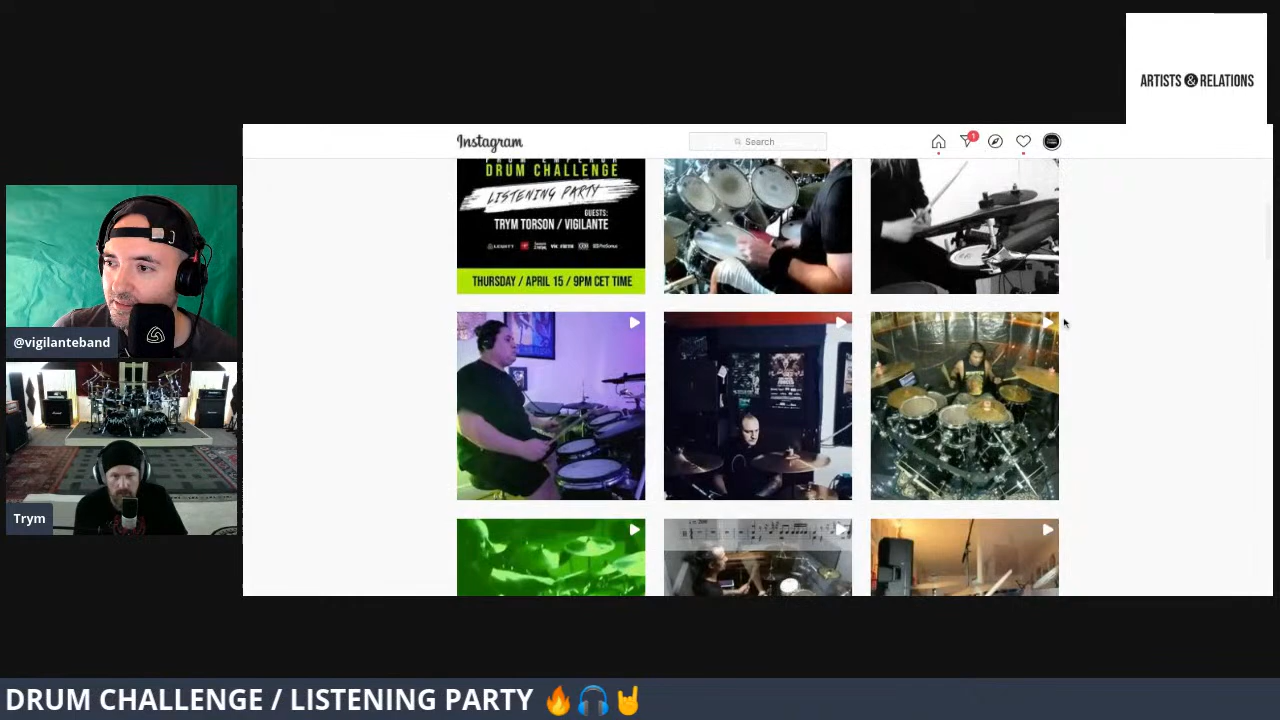 ARTISTS & RELATIONS
Instagram
Search
1
DRUM CHALLENGE
LISTENING PARTY
GUESTS:
TRYM TORSON / VIGILANTE
THURSDAY / APRIL 15 / 9PM CET TIME
@vigilanteband
Trym
DRUM CHALLENGE / LISTENING PARTY 🔥🎧🤘